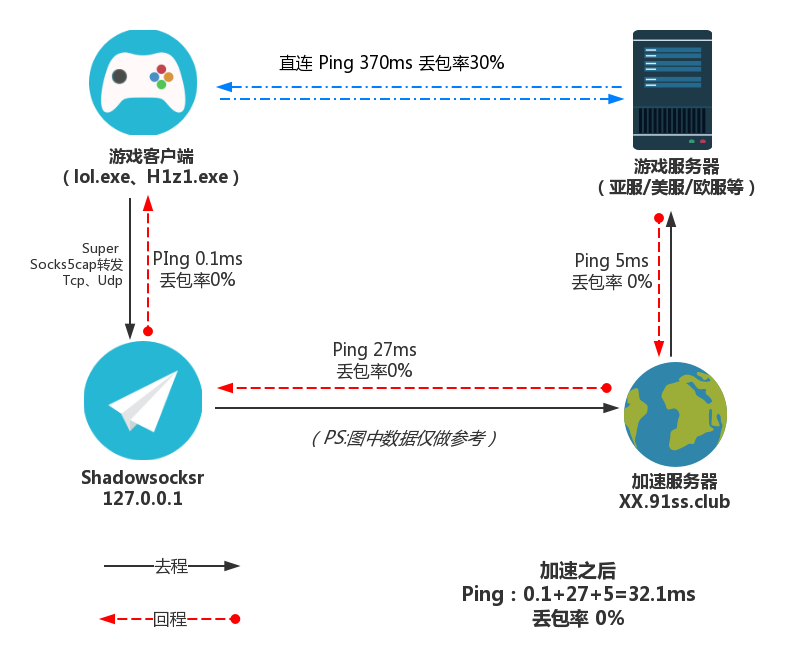 直连 Ping 370ms 丢包率30%
游戏客户端
（lol.exe、H1z1.exe）
游戏服务器
（亚服/美服/欧服等）
Super
Socks5cap转发
Tcp、Udp
PIng 0.1ms
丢包率0%
Ping 5ms
丢包率 0%
Ping 27ms
丢包率0%
（PS:图中数据仅做参考）
Shadowsocksr
127.0.0.1
加速服务器
XX.91ss.club
去程
回程
加速之后
Ping：0.1+27+5=32.1ms
丢包率 0%